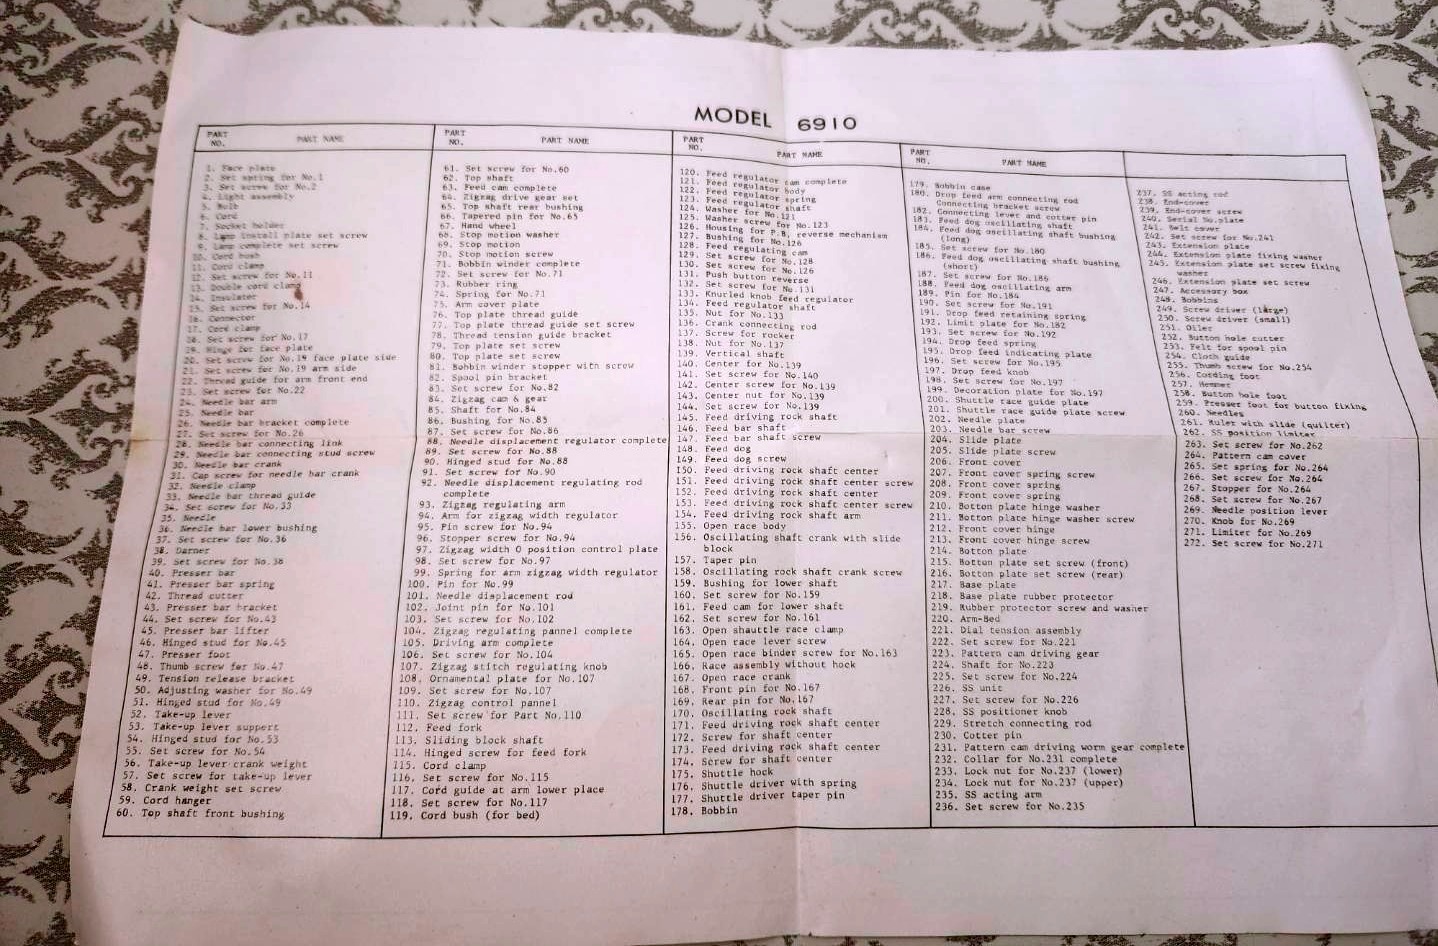 MODEL 6910
PART NO. PART NAME
1. Face plate
2. Set spring for No.1
3. Set screw for No.2
4. Light assembly
5. Bulb
6. Cord
7. Socket holder
8. Lamp install plate set screw
9. Lamp complete set screw
10. Cord bush
11. Cord clamp
12. Set screw for No.11
13. Double cord clamp
14. Insulator
15. Set screw for No.14
16. Connector
17. Cord clamp
18. Set screw for No.17
19. Hinge for face plate
20. Set screw for No.19 face plate side
21. Set screw for No.19 arm side
22. Thread guide for arm front end
23. Set screw for No.22
24. Needle bar arm
25. Needle bar
26. Needle bar bracket complete
27. Set screw for No.26
28. Needle bar connecting link
29. Needle bar connecting stud screw
30. Needle bar crank
31. Cap screw for needle bar crank
32. Needle clamp
33. Needle bar thread guide
34. Set screw for No.33
35. Needle
36. Needle bar lower bushing
37. Set screw for No.36
38. Darner
39. Set screw for No.38
40. Presser bar
41. Presser bar spring
42. Thread cutter
43. Presser bar bracket
44. Set screw for No.43
45. Presser bar lifter
46. Hinged stud for No.45
47. Presser foot
48. Thumb screw for No.47
49. Tension release bracket
50. Adjusting washer for No.49
51. Hinged stud for No.49
52. Take-up lever
53. Take-up lever support
54. Hinged stud for No.53
55. Set screw for No.54
56. Take-up lever crank weight
57. Set screw for take-up lever
58. Crank weight set screw
59. Cord hanger
60. Top shaft front bushing
PART NO. PART NAME
61. Set screw for No.60
62. Top shaft
63. Feed cam complete
64. Zigzag drive gear set
65. Top shaft rear bushing
66. Tapered pin for No.65
67. Hand wheel
68. Stop motion washer
69. Stop motion
70. Stop motion screw
71. Bobbin winder complete
72. Set screw for No.71
73. Rubber ring
74. Spring for No.71
75. Arm cover plate
76. Top plate thread guide
77. Top plate thread guide set screw
78. Thread tension guide bracket
79. Top plate set screw
80. Top plate set screw
81. Bobbin winder stopper with screw
82. Spool pin bracket
83. Set screw for No.82
84. Zigzag cam & gear
85. Shaft for No.84
86. Bushing for No.85
87. Set screw for No.86
88. Needle displacement regulator complete
89. Set screw for No.88
90. Hinged stud for No.88
91. Set screw for No.90
92. Needle displacement regulating rod
complete
93. Zigzag regulating arm
94. Arm for zigzag width regulator
95. Pin screw for No.94
96. Stopper screw for No.94
97. Zigzag width O position control plate
98. Set screw for No.97
99. Spring for arm zigzag width regulator
100. Pin for No.99
101. Needle displacement rod
102. Joint pin for No.101
103. Set screw for No.102
104. Zigzag regulating pannel complete
105. Driving arm complete
106. Set screw for No.104
107. Zigzag stitch regulating knob
108. Ornamental plate for No.107
109. Set screw for No.107
110. Zigzag control pannel
111. Set screw for Part No.110
112. Feed fork
113. Sliding block shaft
114. Hinged screw for feed fork
115. Cord clamp
116. Set screw for No.115
117. Cord guide at arm lower place
118. Set screw for No.117
119. Cord bush (for bed)
PART NO. PART NAME
120. Feed regulator cam complete
121. Feed regulator body
122. Feed regulator spring
123. Feed regulator shaft
124. Washer for No.121
125. Washer screw for No.123
126. Housing for P.B, reverse mechanism
127. Bushing for No.126
128. Feed regulating cam
129. Set screw for No.128
130. Set screw for No.126
131. Push button reverse
132. Set screw for No.131
133. Knurled knob feed regulator
134. Feed regulator shaft
135. Nut for No.133
136. Crank connecting rod
137. Screw for rocker
138. Nut for No.137
139. Vertical shaft
140. Center for No.139
141. Set screw for No.140
142. Center screw for No.139
143. Center nut for No.139
144. Set screw for No.139
145. Feed driving rock shaft
146. Feed bar shaft
147. Feed bar shaft screw
148. Feed dog
149. Feed dog screw
150. Feed driving rock shaft center
151. Feed driving rock shaft center screw
152. Feed driving rock shaft center
153. Feed driving rock shaft center screw
154. Feed driving rock shaft arm
155. Open race body
156. Oscillating shaft crank with slide
block
157. Taper pin
158. Oscillating rock shaft crank screw
159. Bushing for lower shaft
160. Set screw for No.159
161. Feed cam for lower shaft
162. Set screw for No.161
163. Open shauttle race clamp
164. Open race lever screw
165. Open race binder screw for No.163
166. Race assembly without hock
167. Open race crank
168. Front pin for No.167
169. Rear pin for No.167
170. Oscillating rock shaft
171. Feed driving rock shaft center
172. Screw for shaft center
173. Feed driving rock shaft center
174. Screw for shaft center
175. Shuttle hock
176. Shuttle driver with spring
177. Shuttle driver taper pin
178. Bobbin
PART NO. PART NAME
179. Bobbin case
180. Drop feed arm connecting rod
Connecting bracket screw
182. Connecting lever and cotter pin
183. Feed dog oscillating shaft
184. Feed dog oscillating shaft bushing
(long)
185. Set screw for No.180
186. Feed dog oscillating shaft bushing
(short)
187. Set screw for No.186
188. Feed dog oscillating arm
189. Pin for No.184
190. Set screw for No.191
191. Drop feed retaining spring
192. Limit plate for No.182
193. Set screw for No.192
194. Drop feed spring
195. Drop feed indicating plate
196. Set screw for No.195
197. Drop feed knob
198. Set screw for No.197
199. Decoration plate for No.197
200. Shuttle race guide plate
201. Shuttle race guide plate screw
202. Needle plate
203. Needle bar screw
204. Slide plate
205. Slide plate screw
206. Front cover
207. Front cover spring screw
208. Front cover spring
209. Front cover spring
210. Botton plate hinge washer
211. Botton plate hinge washer screw
212. Front cover hinge
213. Front cover hinge screw
214. Botton plate
215. Botton plate set screw (front)
216. Botton plate set screw (rear)
217. Base plate
218. Base plate rubber protector
219. Rubber protector screw and washer
220. Arm-Bed
221. Dial tension assembly
222. Set screw for No.221
223. Pattern cam driving gear
224. Shaft for No.223
225. Set screw for No.224
226. SS unit
227. Set screw for No.226
228. SS positioner knob
229. Stretch connecting rod
230. Cotter pin
231. Pattern cam driving worm gear complete
232. Collar for No.231 complete
233. Lock nut for No.237 (lower)
234. Lock nut for No.237 (upper)
235. SS acting arm
236. Set screw for No.235
237. SS acting rod
238. End-cover
239. End-cover screw
240. Serial No.plate
241. Belt cover
242. Set screw for No.241
243. Extension plate
244. Extension plate fixing washer
245. Extension plate set screw fixing
washer
246. Extension plate set screw
247. Accessory box
248. Bobbins
249. Screw driver (large)
250. Screw driver (small)
251. Oiler
252. Button hole cutter
253. Felt for spool pin
254. Cloth guide
255. Thumb screw for No.254
256. Cording foot
257. Hemmer
258. Button hole foot
259. Presser foot for button fixing
260. Needles
261. Ruler with slide (quilter)
262. SS position limiter
263. Set screw for No.262
264. Pattern cam cover
265. Set spring for No.264
266. Set screw for No.264
267. Stopper for No.264
268. Set screw for No.267
269. Needle position lever
270. Knob for No.269
271. Limiter for No.269
272. Set screw for No.271